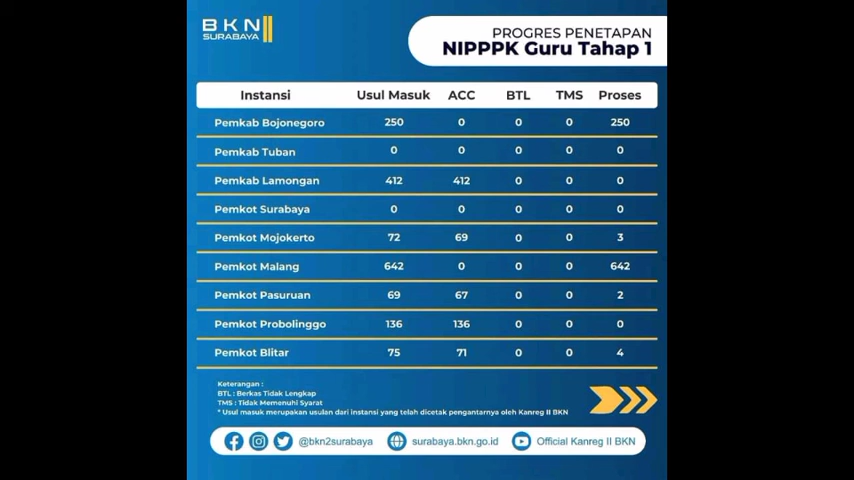 BKN
SURABAYA
PROGRES PENETAPAN
NIPPPK Guru Tahap 1
Instansi Usul Masuk ACC BTL TMS Proses
Pemkab Bojonegoro 250 0 0 0 250
Pemkab Tuban 0 0 0 0 0
Pemkab Lamongan 412 412 0 0 0
Pemkot Surabaya 0 0 0 0 0
Pemkot Mojokerto 72 69 0 0 3
Pemkot Malang 642 0 0 0 642
Pemkot Pasuruan 69 67 0 0 2
Pemkot Probolinggo 136 136 0 0 0
Pemkot Blitar 75 71 0 0 4
Keterangan :
BTL : Berkas Tidak Lengkap
TMS : Tidak Memenuhi Syarat
* Usul masuk merupakan usulan dari instansi yang telah dicetak pengantarnya oleh Kanreg II BKN
@bkn2surabaya surabaya.bkn.go.id Official Kanreg II BKN